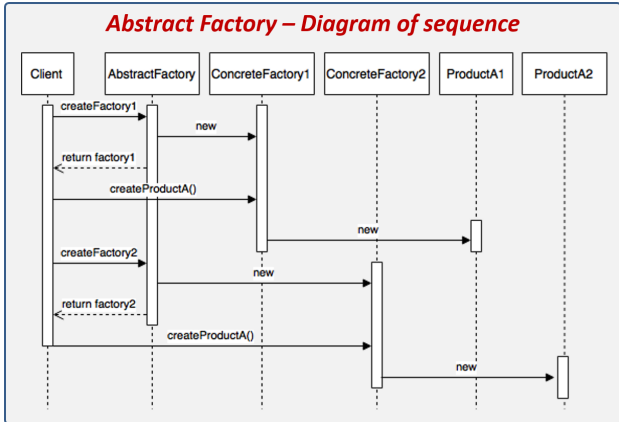 Abstract Factory – Diagram of sequence
Client
AbstractFactory
ConcreteFactory1
ConcreteFactory2
ProductA1
ProductA2
createFactory1
new
return factory1
createProductA()
new
createFactory2
new
return factory2
createProductA()
new